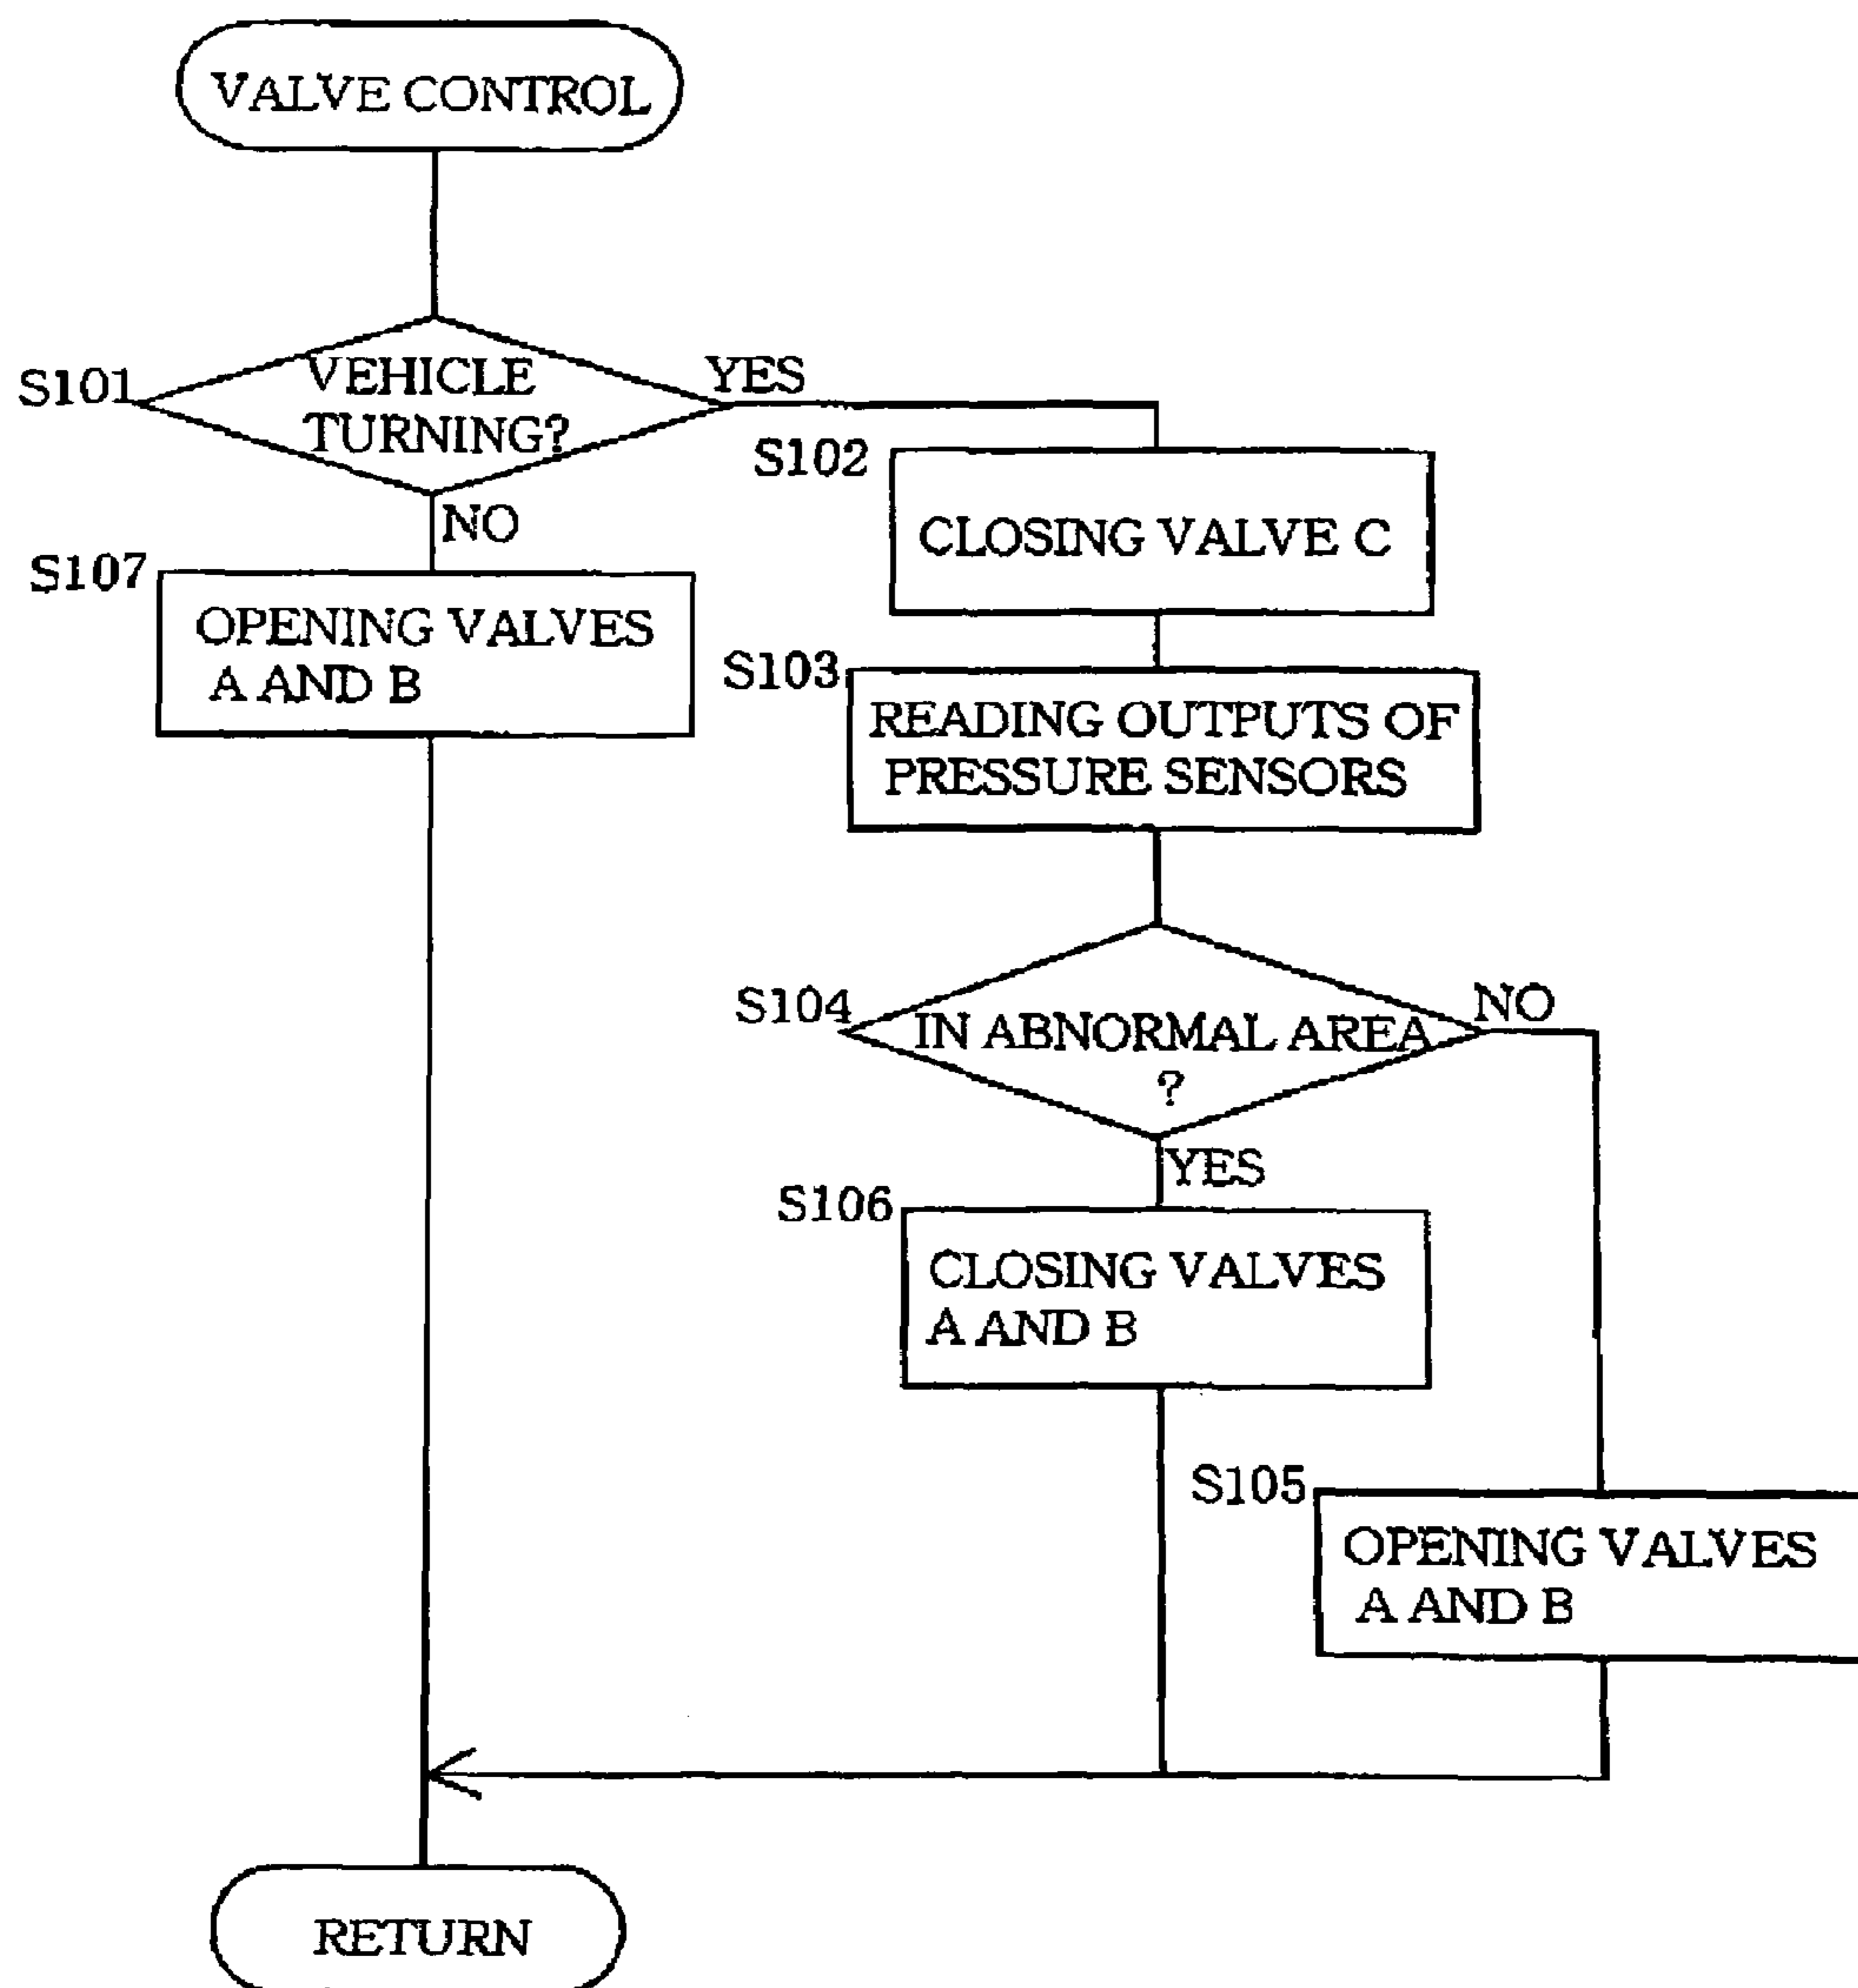 VALVE CONTROL
S101
VEHICLE
TURNING?
YES
NO
S102
CLOSING VALVE C
S107
OPENING VALVES
A AND B
S103
READING OUTPUTS OF
PRESSURE SENSORS
S104
IN ABNORMAL AREA
?
NO
YES
S106
CLOSING VALVES
A AND B
S105
OPENING VALVES
A AND B
RETURN